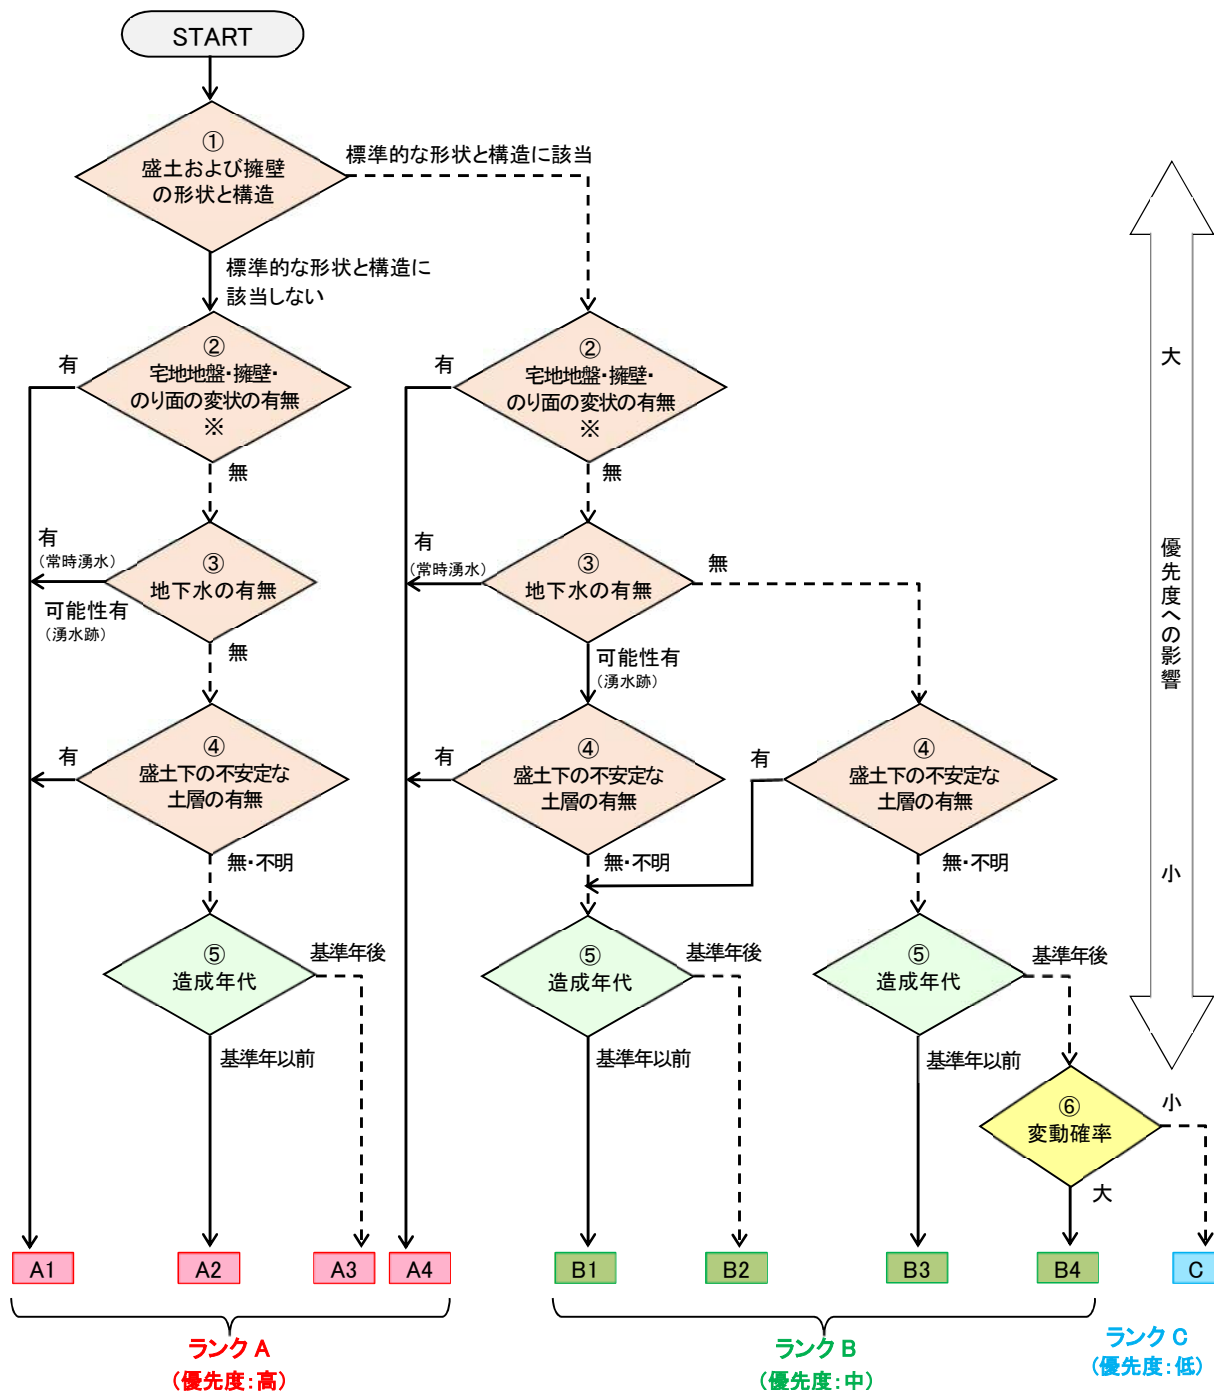 START
①
盛土および擁壁
の形状と構造
標準的な形状と構造に該当
標準的な形状と構造に
該当しない
②
宅地地盤・擁壁・
のり面の変状の有無
※
有
無
②
宅地地盤・擁壁・
のり面の変状の有無
※
有
無
③
地下水の有無
有
(常時湧水)
可能性有
(湧水跡)
無
③
地下水の有無
有
(常時湧水)
無
可能性有
(湧水跡)
④
盛土下の不安定な
土層の有無
有
無・不明
④
盛土下の不安定な
土層の有無
有
無・不明
④
盛土下の不安定な
土層の有無
有
無・不明
⑤
造成年代
基準年後
基準年以前
⑤
造成年代
基準年後
基準年以前
⑤
造成年代
基準年後
基準年以前
⑥
変動確率
小
大
大
優先度への影響
小
A1
A2
A3
A4
B1
B2
B3
B4
C
ランク A
(優先度:高)
ランク B
(優先度:中)
ランク C
(優先度:低)